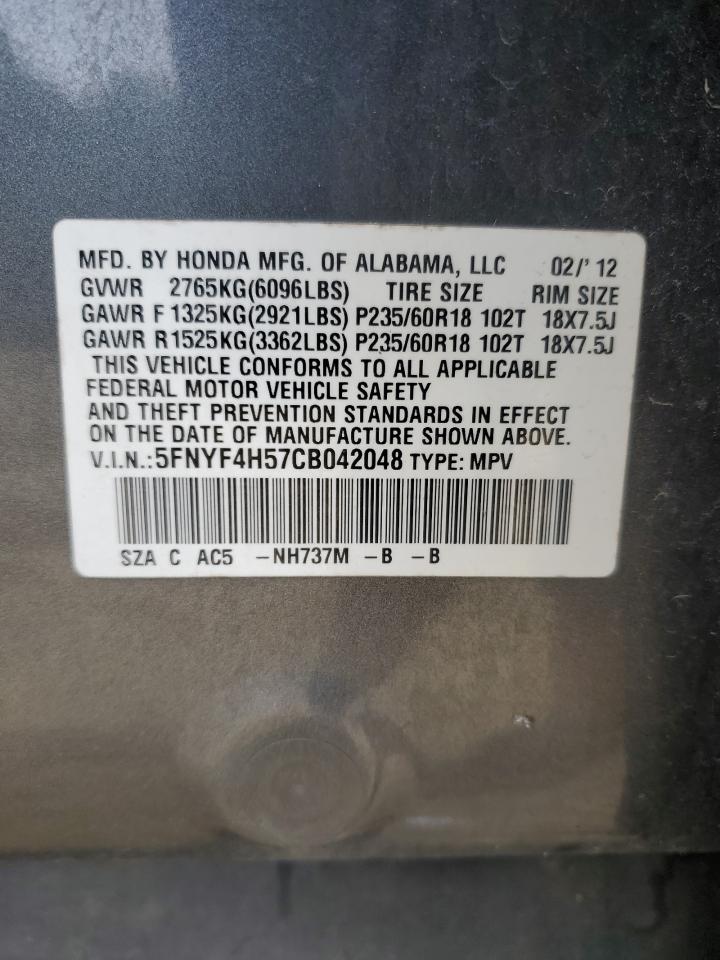 MFD. BY HONDA MFG. OF ALABAMA, LLC 02/' 12
GVWR 2765KG(6096LBS) TIRE SIZE RIM SIZE
GAWR F 1325KG(2921LBS) P235/60R18 102T 18X7.5J
GAWR R1525KG(3362LBS) P235/60R18 102T 18X7.5J
THIS VEHICLE CONFORMS TO ALL APPLICABLE
FEDERAL MOTOR VEHICLE SAFETY
AND THEFT PREVENTION STANDARDS IN EFFECT
ON THE DATE OF MANUFACTURE SHOWN ABOVE.
V.I.N.:5FNYF4H57CB042048 TYPE: MPV
SZA C AC5 -NH737M -B -B